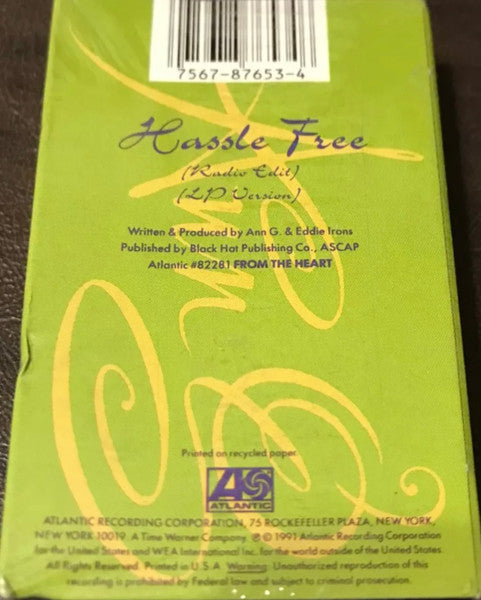 7567-87653-4
Hassle Free
(Radio Edit)
(LP Version)
Written & Produced by Ann G. & Eddie Irons
Published by Black Hat Publishing Co., ASCAP
Atlantic #82281 FROM THE HEART
Printed on recycled paper
ATLANTIC
ATLANTIC RECORDING CORPORATION, 75 ROCKEFELLER PLAZA, NEW YORK,
NEW YORK 10019. A Time Warner Company ℗ © 1991 Atlantic Recording Corporation
for the United States and WEA International Inc. for the world outside of the United States.
All Rights Reserved. Printed in U.S.A. Warning: Unauthorized reproduction of this
recording is prohibited by Federal law and subject to criminal prosecution.